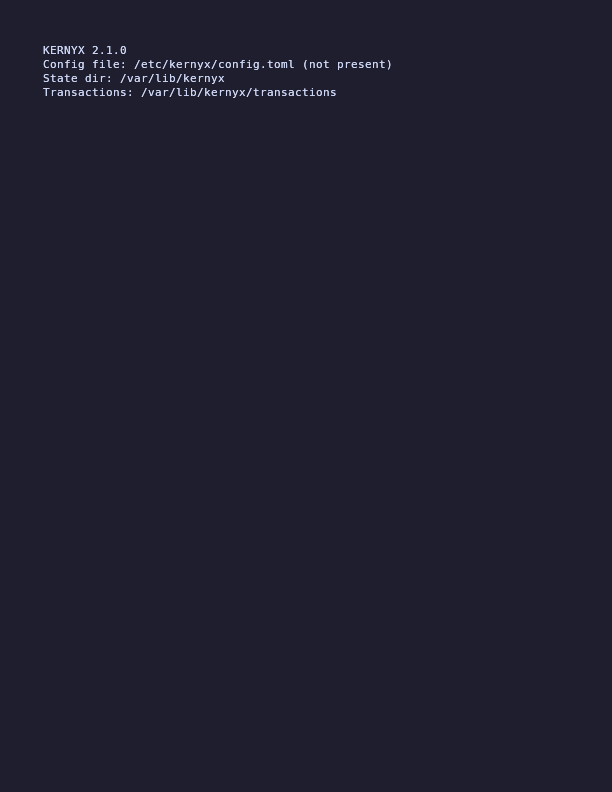 KERNYX 2.1.0
Config file: /etc/kernyx/config.toml (not present)
State dir: /var/lib/kernyx
Transactions: /var/lib/kernyx/transactions